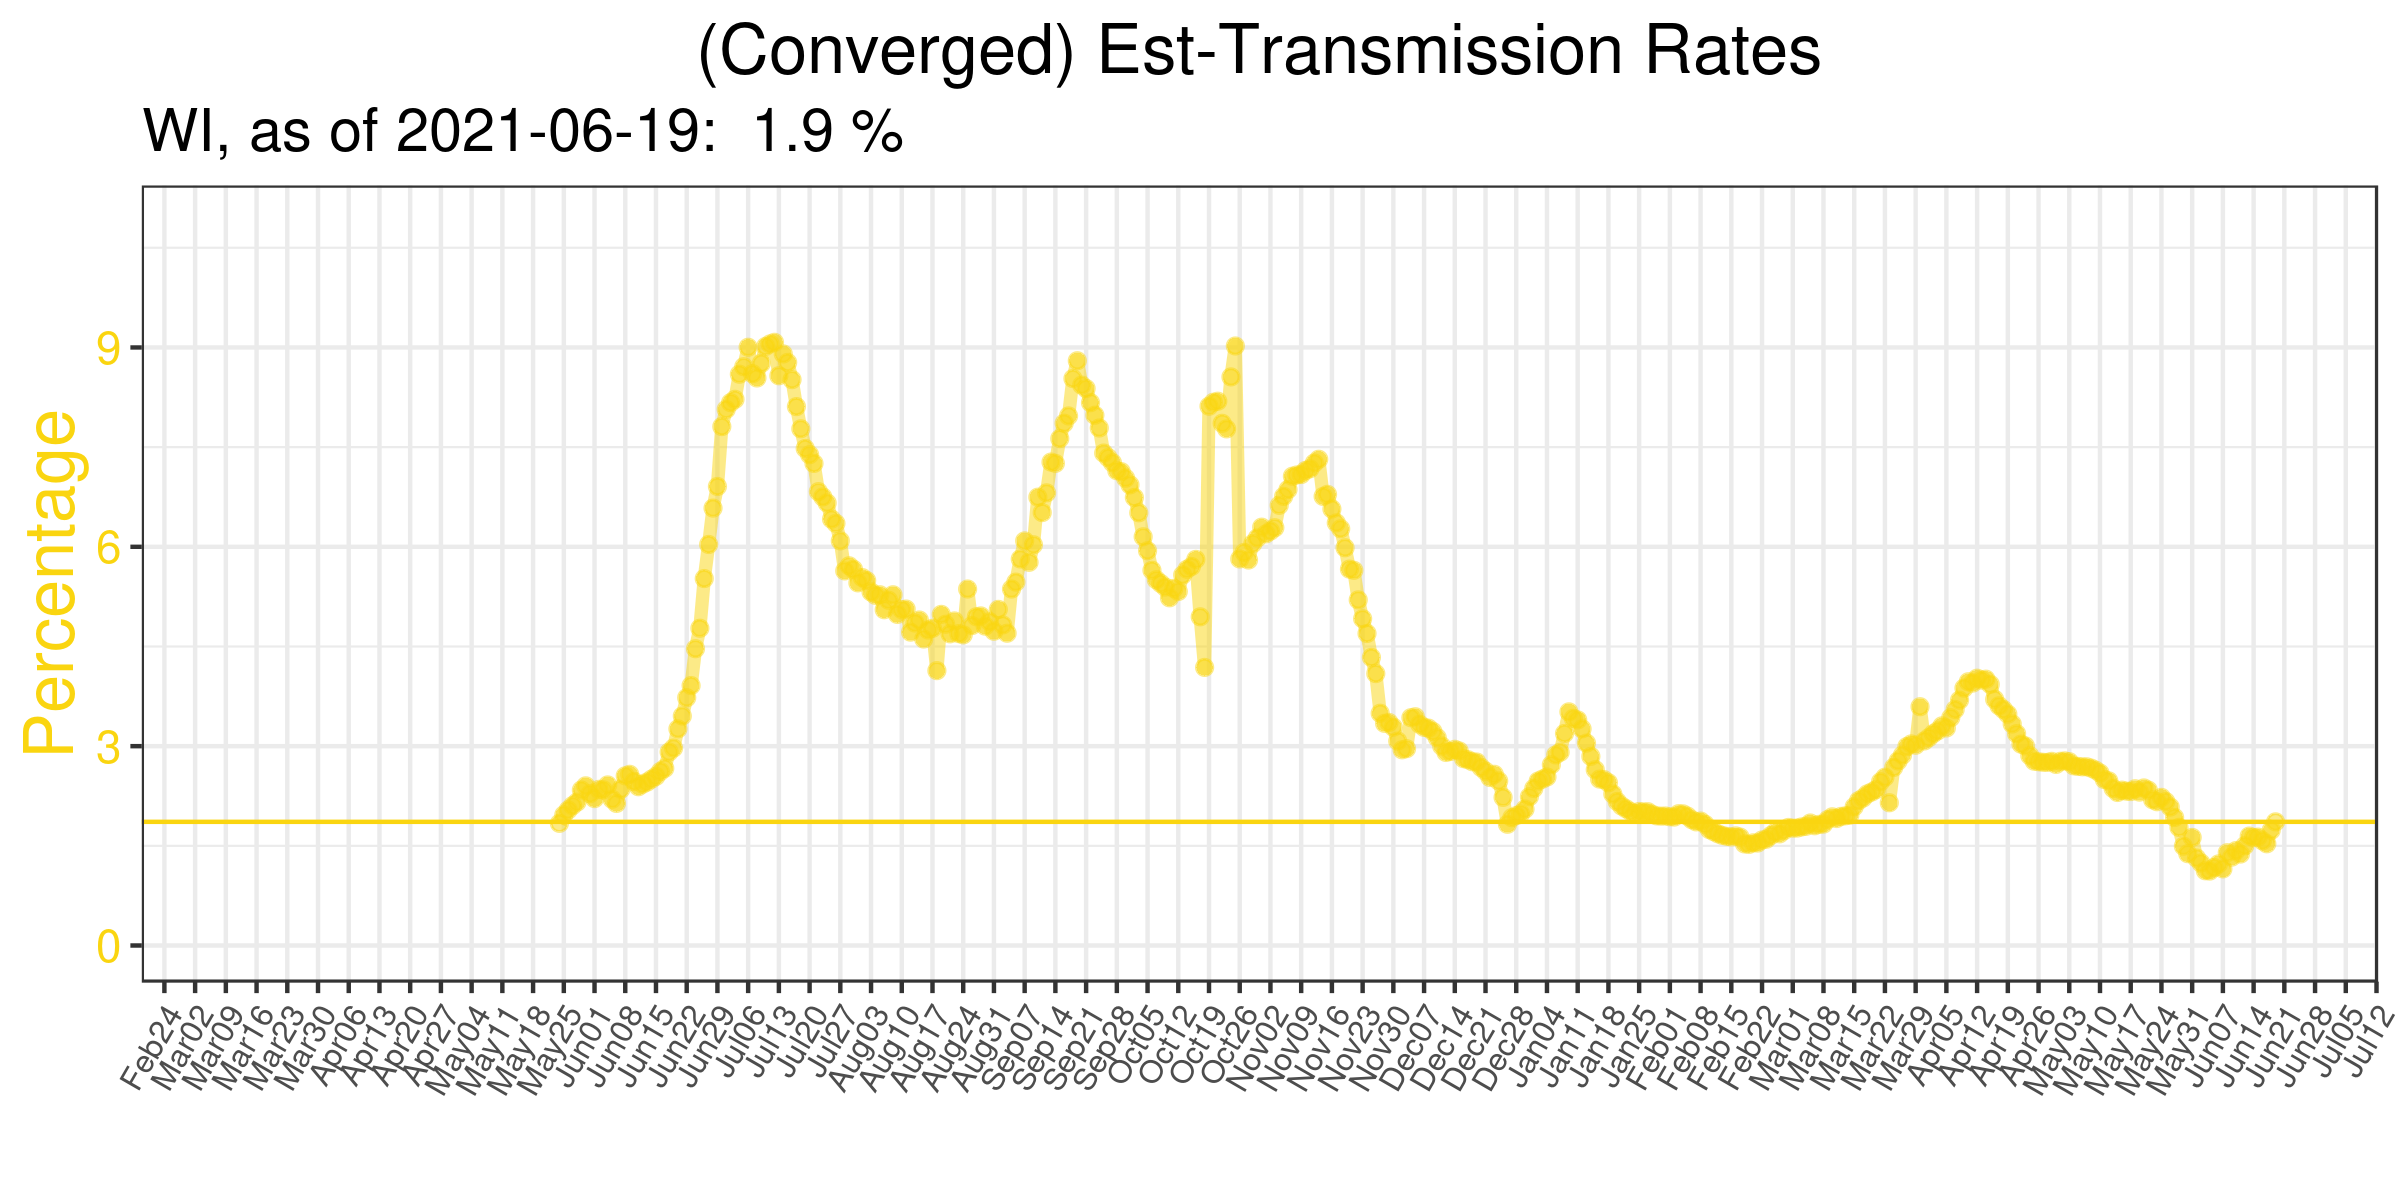 (Converged) Est-Transmission Rates
WI, as of 2021-06-19: 1.9 %
Percentage
9
6
3
0
Feb24
Mar02
Mar09
Mar16
Mar23
Mar30
Apr06
Apr13
Apr20
Apr27
May04
May11
May18
May25
Jun01
Jun08
Jun15
Jun22
Jun29
Jul06
Jul13
Jul20
Jul27
Aug03
Aug10
Aug17
Aug24
Aug31
Sep07
Sep14
Sep21
Sep28
Oct05
Oct12
Oct19
Oct26
Nov02
Nov09
Nov16
Nov23
Nov30
Dec07
Dec14
Dec21
Dec28
Jan04
Jan11
Jan18
Jan25
Feb01
Feb08
Feb15
Feb22
Mar01
Mar08
Mar15
Mar22
Mar29
Apr05
Apr12
Apr19
Apr26
May03
May10
May17
May24
May31
Jun07
Jun14
Jun21
Jun28
Jul05
Jul12